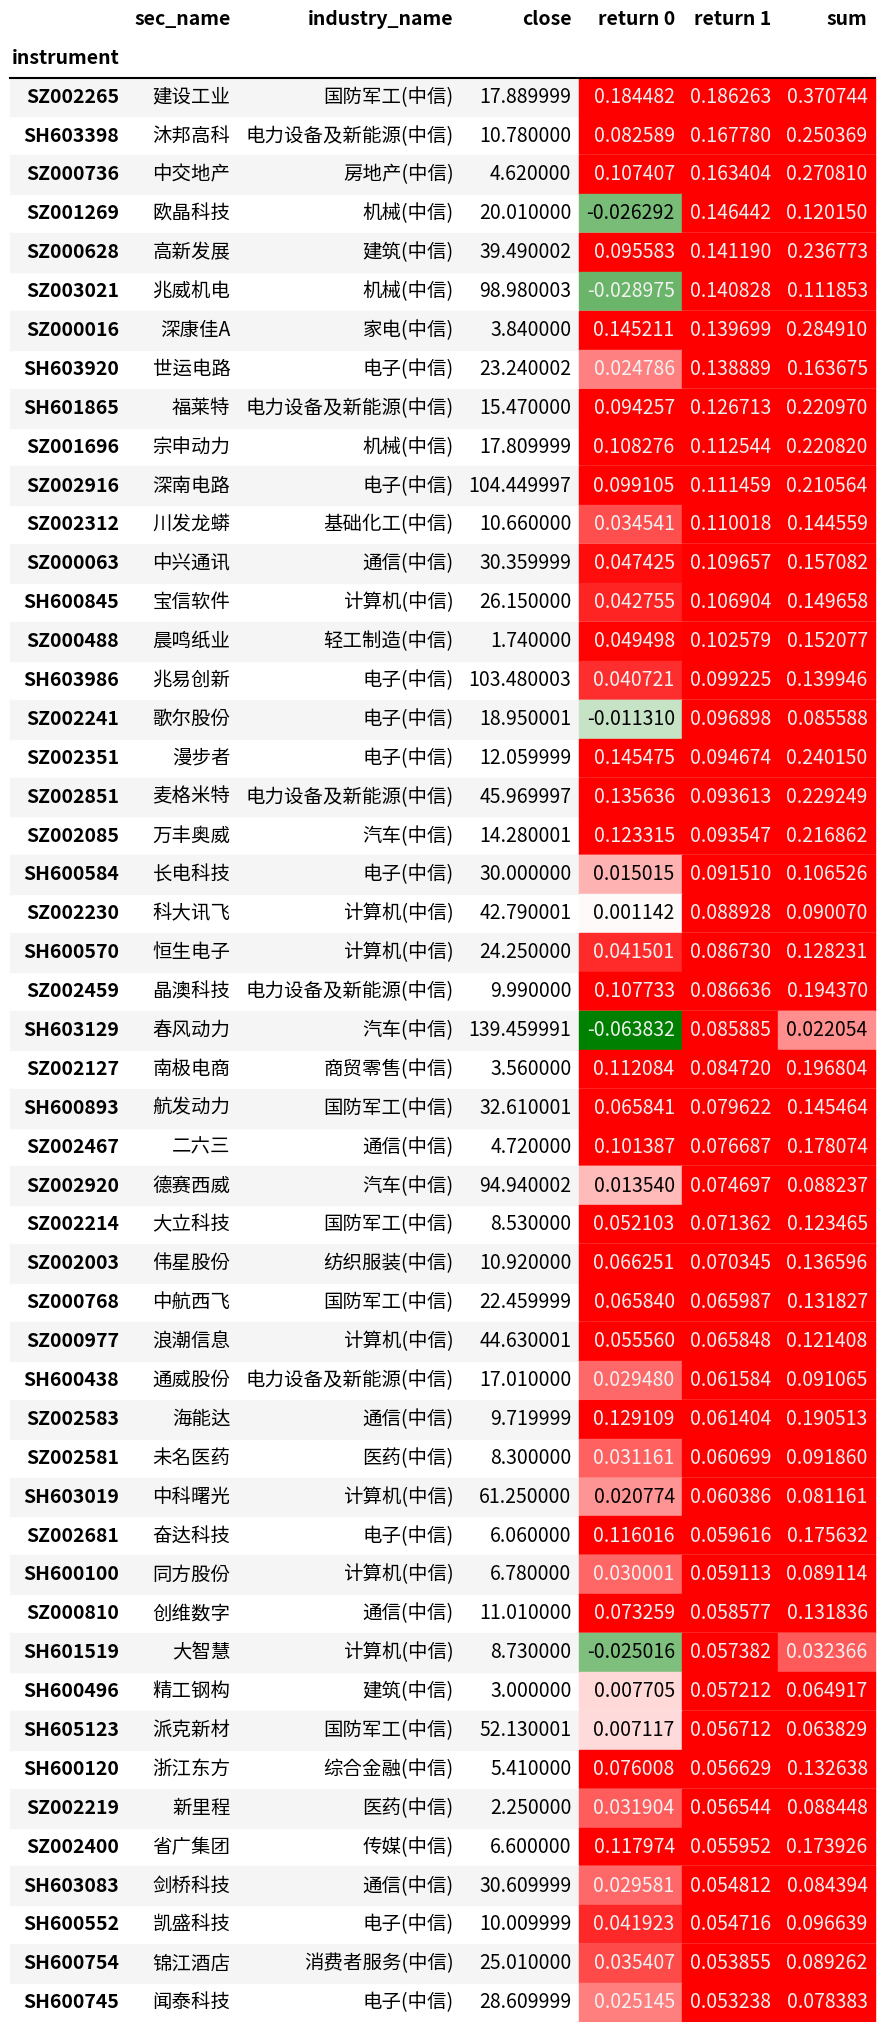 sec_name industry_name close return 0 return 1 sum
instrument
SZ002265 建设工业 国防军工(中信) 17.889999 0.184482 0.186263 0.370744
SH603398 沐邦高科 电力设备及新能源(中信) 10.780000 0.082589 0.167780 0.250369
SZ000736 中交地产 房地产(中信) 4.620000 0.107407 0.163404 0.270810
SZ001269 欧晶科技 机械(中信) 20.010000 -0.026292 0.146442 0.120150
SZ000628 高新发展 建筑(中信) 39.490002 0.095583 0.141190 0.236773
SZ003021 兆威机电 机械(中信) 98.980003 -0.028975 0.140828 0.111853
SZ000016 深康佳A 家电(中信) 3.840000 0.145211 0.139699 0.284910
SH603920 世运电路 电子(中信) 23.240002 0.024786 0.138889 0.163675
SH601865 福莱特 电力设备及新能源(中信) 15.470000 0.094257 0.126713 0.220970
SZ001696 宗申动力 机械(中信) 17.809999 0.108276 0.112544 0.220820
SZ002916 深南电路 电子(中信) 104.449997 0.099105 0.111459 0.210564
SZ002312 川发龙蟒 基础化工(中信) 10.660000 0.034541 0.110018 0.144559
SZ000063 中兴通讯 通信(中信) 30.359999 0.047425 0.109657 0.157082
SH600845 宝信软件 计算机(中信) 26.150000 0.042755 0.106904 0.149658
SZ000488 晨鸣纸业 轻工制造(中信) 1.740000 0.049498 0.102579 0.152077
SH603986 兆易创新 电子(中信) 103.480003 0.040721 0.099225 0.139946
SZ002241 歌尔股份 电子(中信) 18.950001 -0.011310 0.096898 0.085588
SZ002351 漫步者 电子(中信) 12.059999 0.145475 0.094674 0.240150
SZ002851 麦格米特 电力设备及新能源(中信) 45.969997 0.135636 0.093613 0.229249
SZ002085 万丰奥威 汽车(中信) 14.280001 0.123315 0.093547 0.216862
SH600584 长电科技 电子(中信) 30.000000 0.015015 0.091510 0.106526
SZ002230 科大讯飞 计算机(中信) 42.790001 0.001142 0.088928 0.090070
SH600570 恒生电子 计算机(中信) 24.250000 0.041501 0.086730 0.128231
SZ002459 晶澳科技 电力设备及新能源(中信) 9.990000 0.107733 0.086636 0.194370
SH603129 春风动力 汽车(中信) 139.459991 -0.063832 0.085885 0.022054
SZ002127 南极电商 商贸零售(中信) 3.560000 0.112084 0.084720 0.196804
SH600893 航发动力 国防军工(中信) 32.610001 0.065841 0.079622 0.145464
SZ002467 二六三 通信(中信) 4.720000 0.101387 0.076687 0.178074
SZ002920 德赛西威 汽车(中信) 94.940002 0.013540 0.074697 0.088237
SZ002214 大立科技 国防军工(中信) 8.530000 0.052103 0.071362 0.123465
SZ002003 伟星股份 纺织服装(中信) 10.920000 0.066251 0.070345 0.136596
SZ000768 中航西飞 国防军工(中信) 22.459999 0.065840 0.065987 0.131827
SZ000977 浪潮信息 计算机(中信) 44.630001 0.055560 0.065848 0.121408
SH600438 通威股份 电力设备及新能源(中信) 17.010000 0.029480 0.061584 0.091065
SZ002583 海能达 通信(中信) 9.719999 0.129109 0.061404 0.190513
SZ002581 未名医药 医药(中信) 8.300000 0.031161 0.060699 0.091860
SH603019 中科曙光 计算机(中信) 61.250000 0.020774 0.060386 0.081161
SZ002681 奋达科技 电子(中信) 6.060000 0.116016 0.059616 0.175632
SH600100 同方股份 计算机(中信) 6.780000 0.030001 0.059113 0.089114
SZ000810 创维数字 通信(中信) 11.010000 0.073259 0.058577 0.131836
SH601519 大智慧 计算机(中信) 8.730000 -0.025016 0.057382 0.032366
SH600496 精工钢构 建筑(中信) 3.000000 0.007705 0.057212 0.064917
SH605123 派克新材 国防军工(中信) 52.130001 0.007117 0.056712 0.063829
SH600120 浙江东方 综合金融(中信) 5.410000 0.076008 0.056629 0.132638
SZ002219 新里程 医药(中信) 2.250000 0.031904 0.056544 0.088448
SZ002400 省广集团 传媒(中信) 6.600000 0.117974 0.055952 0.173926
SH603083 剑桥科技 通信(中信) 30.609999 0.029581 0.054812 0.084394
SH600552 凯盛科技 电子(中信) 10.009999 0.041923 0.054716 0.096639
SH600754 锦江酒店 消费者服务(中信) 25.010000 0.035407 0.053855 0.089262
SH600745 闻泰科技 电子(中信) 28.609999 0.025145 0.053238 0.078383